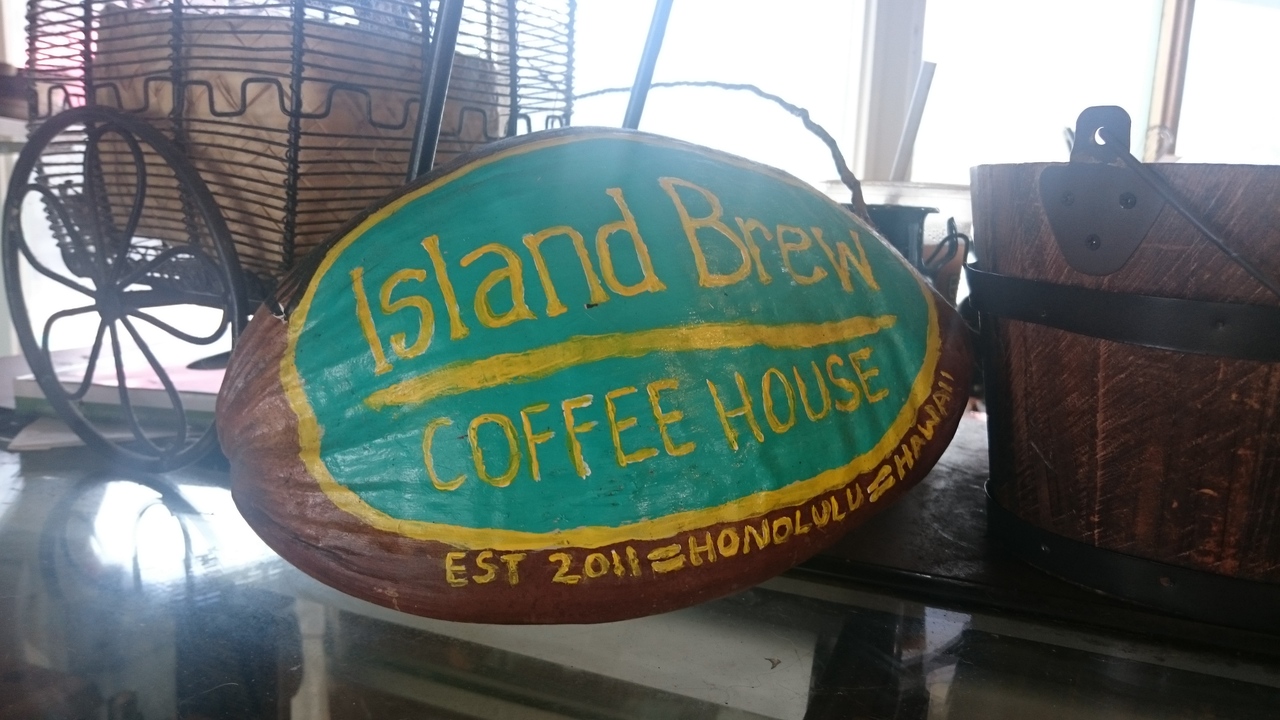 Island Brew
COFFEE HOUSE
EST 2011 = HONOLULU = HAWAII